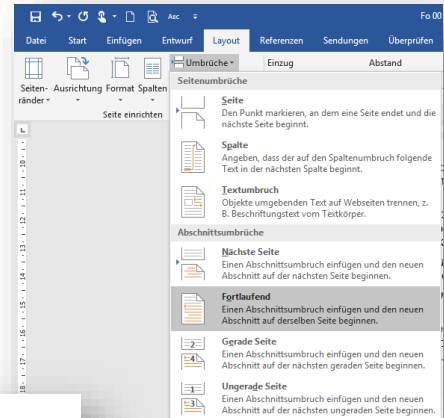 Fo 00
Datei Start Einfügen Entwurf Layout Referenzen Sendungen Überprüfen
Umbrüche Einzug Abstand
Seiten- Ausrichtung Format Spalten
ränder
Seite einrichten
Seitenumbrüche
Seite
Den Punkt markieren, an dem eine Seite endet und die
nächste Seite beginnt.
Spalte
Angeben, dass der auf den Spaltenumbruch folgende
Text in der nächsten Spalte beginnt.
Textumbruch
Objekte umgebenden Text auf Webseiten trennen, z.
B. Beschriftungstext vom Textkörper.
Abschnittsumbrüche
Nächste Seite
Einen Abschnittsumbruch einfügen und den neuen
Abschnitt auf der nächsten Seite beginnen.
Fortlaufend
Einen Abschnittsumbruch einfügen und den neuen
Abschnitt auf derselben Seite beginnen.
Gerade Seite
Einen Abschnittsumbruch einfügen und den neuen
Abschnitt auf der nächsten geraden Seite beginnen.
Ungerade Seite
Einen Abschnittsumbruch einfügen und den neuen
Abschnitt auf der nächsten ungeraden Seite beginnen.